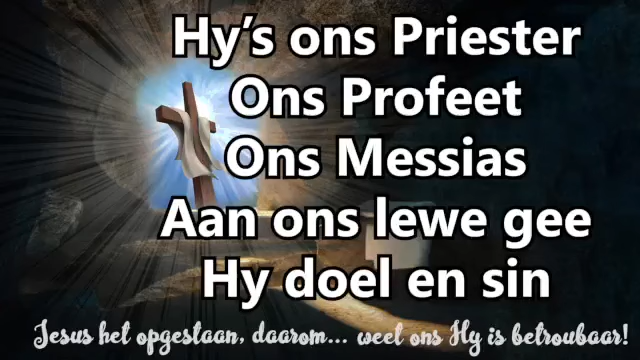 Hy's ons Priester
Ons Profeet
Ons Messias
Aan ons lewe gee
Hy doel en sin
Jesus het opgestaan, daarom... weet ons Hy is betroubaar!